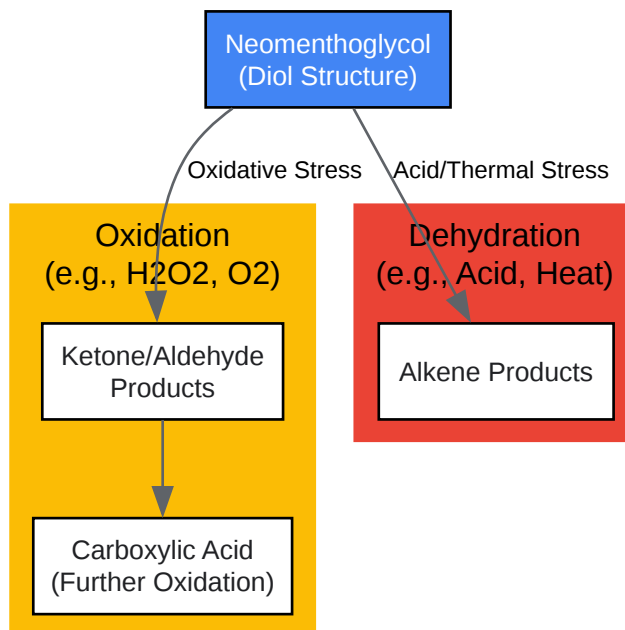 Neomenthoglycol
(Diol Structure)
Oxidative Stress
Acid/Thermal Stress
Oxidation
(e.g., H2O2, O2)
Dehydration
(e.g., Acid, Heat)
Ketone/Aldehyde
Products
Alkene Products
Carboxylic Acid
(Further Oxidation)